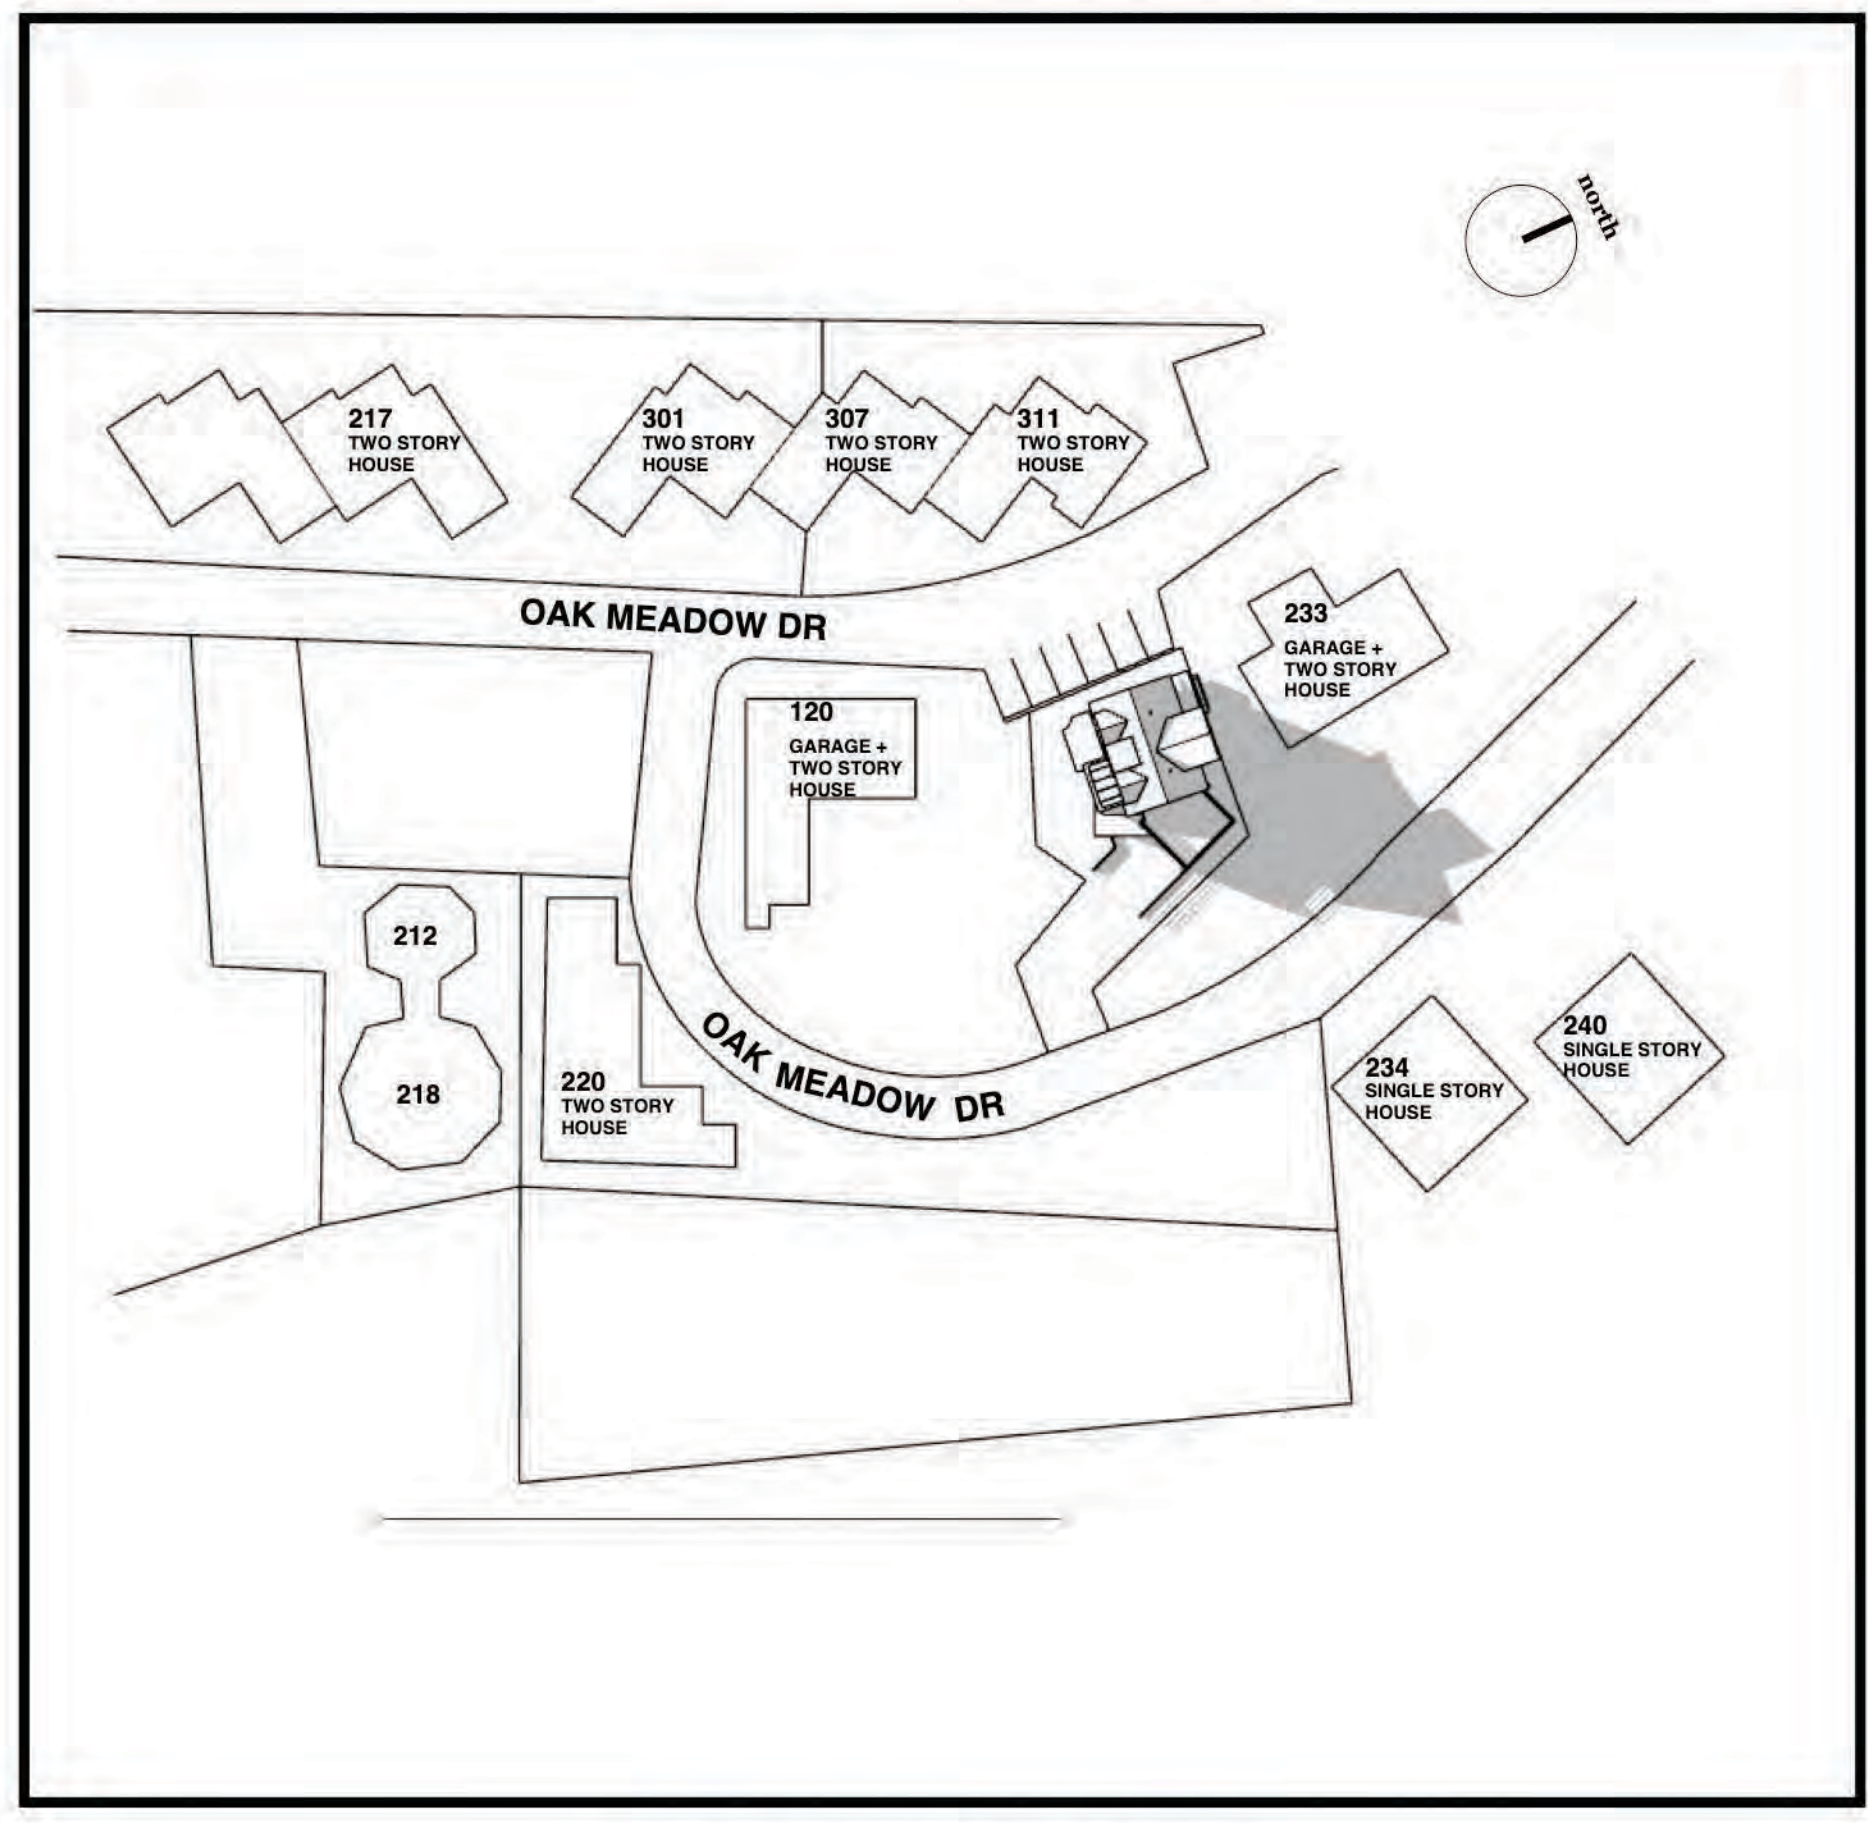 north
217
TWO STORY
HOUSE
301
TWO STORY
HOUSE
307
TWO STORY
HOUSE
311
TWO STORY
HOUSE
OAK MEADOW DR
233
GARAGE +
TWO STORY
HOUSE
120
GARAGE +
TWO STORY
HOUSE
212
218
220
TWO STORY
HOUSE
OAK MEADOW DR
234
SINGLE STORY
HOUSE
240
SINGLE STORY
HOUSE